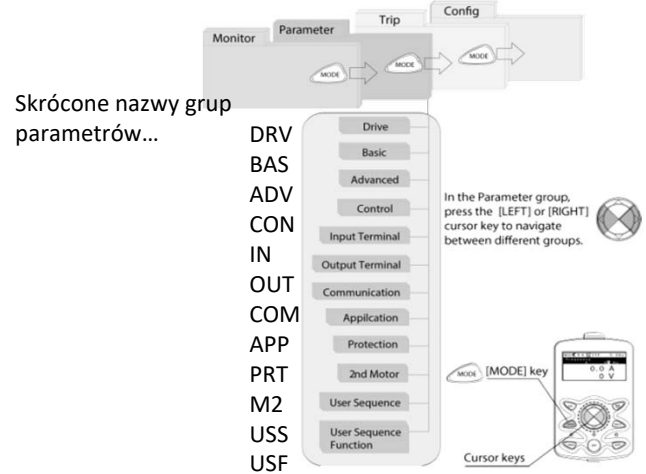 Monitor
Parameter
Trip
Config
MODE
MODE
MODE
Skrócone nazwy grup
parametrów…
DRV
BAS
ADV
CON
IN
OUT
COM
APP
PRT
M2
USS
USF
Drive
Basic
Advanced
Control
Input Terminal
Output Terminal
Communication
Appilcation
Protection
2nd Motor
User Sequence
User Sequence
Function
In the Parameter group,
press the [LEFT] or [RIGHT]
cursor key to navigate
between different groups.
MODE
[MODE] key
0.0 A
0 V
Cursor keys